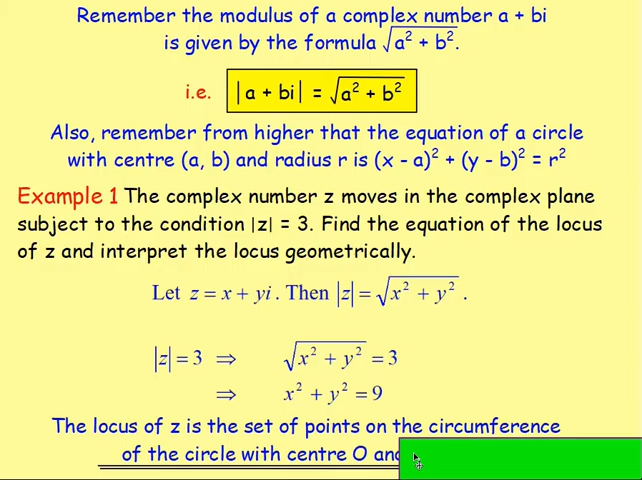 Remember the modulus of a complex number a + bi
is given by the formula √(a² + b²).
i.e. |a + bi| = √(a² + b²)
Also, remember from higher that the equation of a circle
with centre (a, b) and radius r is (x - a)² + (y - b)² = r²
Example 1 The complex number z moves in the complex plane
subject to the condition |z| = 3. Find the equation of the locus
of z and interpret the locus geometrically.
Let z = x + yi. Then |z| = √(x² + y²).
|z| = 3 ⇒ √(x² + y²) = 3
⇒ x² + y² = 9
The locus of z is the set of points on the circumference
of the circle with centre O and